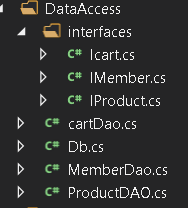 DataAccess
interfaces
C# Icart.cs
C# IMember.cs
C# IProduct.cs
C# cartDao.cs
C# Db.cs
C# MemberDao.cs
C# ProductDAO.cs